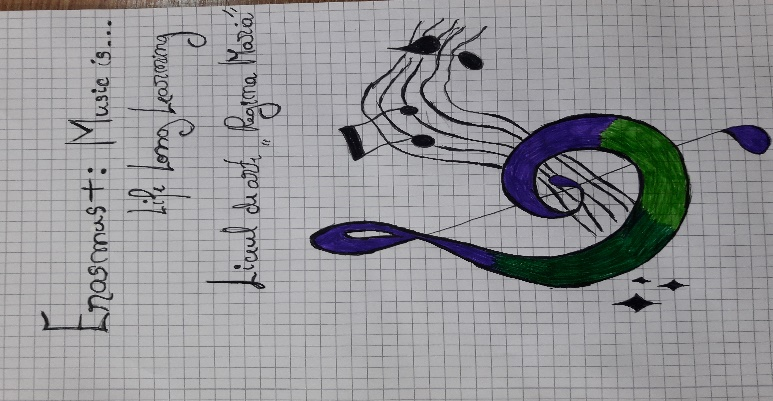 Erasmus+: Music is...
Life Long Learning
Liceul de artă „Regina Maria”